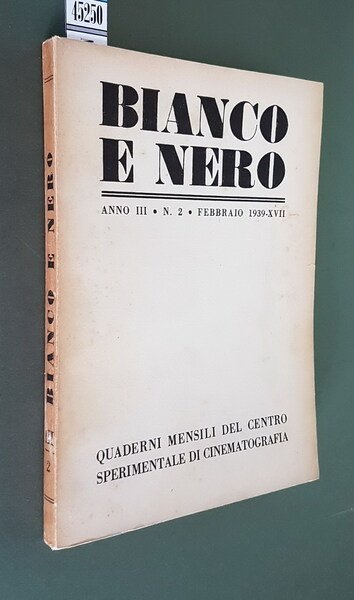 45250
BIANCO
E NERO
ANNO III • N. 2 • FEBBRAIO 1939-XVII
QUADERNI MENSILI DEL CENTRO
SPERIMENTALE DI CINEMATOGRAFIA
BIANCO E NERO
2